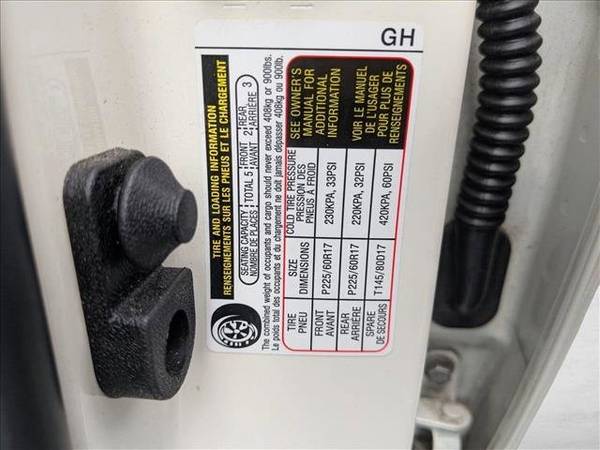 GH
TIRE AND LOADING INFORMATION
RENSEIGNEMENTS SUR LES PNEUS ET LE CHARGEMENT
SEATING CAPACITY TOTAL 5 FRONT 2 REAR 3
NOMBRE DE PLACES AVANT ARRIÈRE
The combined weight of occupants and cargo should never exceed 408kg or 900lbs.
Le poids total des occupants et du chargement ne doit jamais dépasser 408kg ou 900lb.
TIRE SIZE COLD TIRE PRESSURE SEE OWNER'S
PNEU DIMENSIONS PRESSION DES MANUAL FOR
PNEUS À FROID ADDITIONAL
INFORMATION
FRONT P225/60R17 230KPA, 33PSI
AVANT
REAR P225/60R17 220KPA, 32PSI VOIR LE MANUEL
ARRIÈRE DE L'USAGER
SPARE T145/80D17 420KPA, 60PSI POUR PLUS DE
DE SECOURS RENSEIGNEMENTS